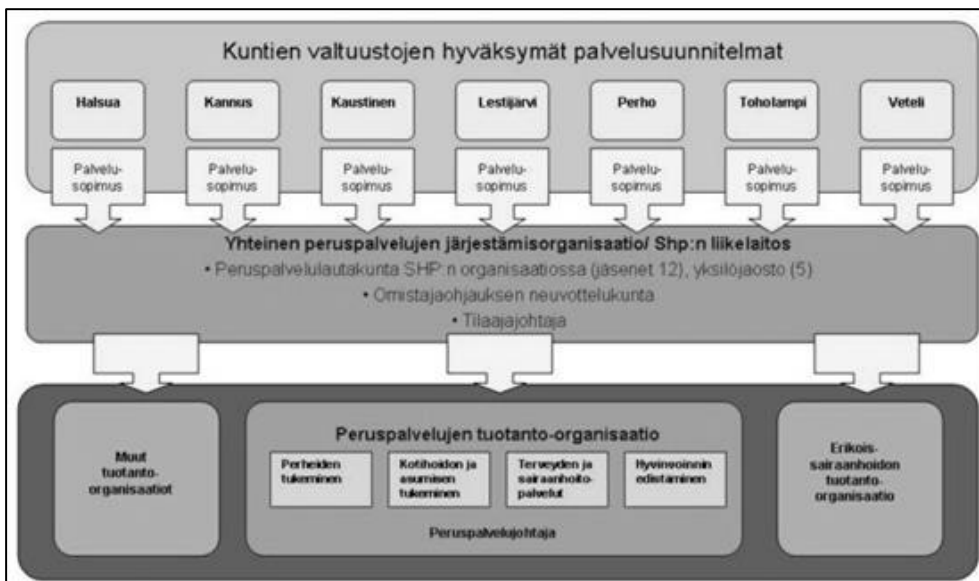 Kuntien valtuustojen hyväksymät palvelusuunnitelmat
Halsua
Kannus
Kaustinen
Lestijärvi
Perho
Toholampi
Veteli
Palvelu-
sopimus
Palvelu-
sopimus
Palvelu-
sopimus
Palvelu-
sopimus
Palvelu-
sopimus
Palvelu-
sopimus
Palvelu-
sopimus
Yhteinen peruspalvelujen järjestämisorganisaatio/ Shp:n liikelaitos
• Peruspalvelulautakunta SHP:n organisaatiossa (jäsenet 12), yksilöjaosto (5)
• Omistajaohjauksen neuvottelukunta
• Tilaajajohtaja
Muut
tuotanto-
organisaatiot
Peruspalvelujen tuotanto-organisaatio
Perheiden
tukeminen
Kotihoidon ja
asumisen
tukeminen
Terveyden ja
sairaanhoito-
palvelut
Hyvinvoinnin
edistaminen
Peruspalvelujohtaja
Erikois-
sairaanhoidon
tuotanto-
organisaatio